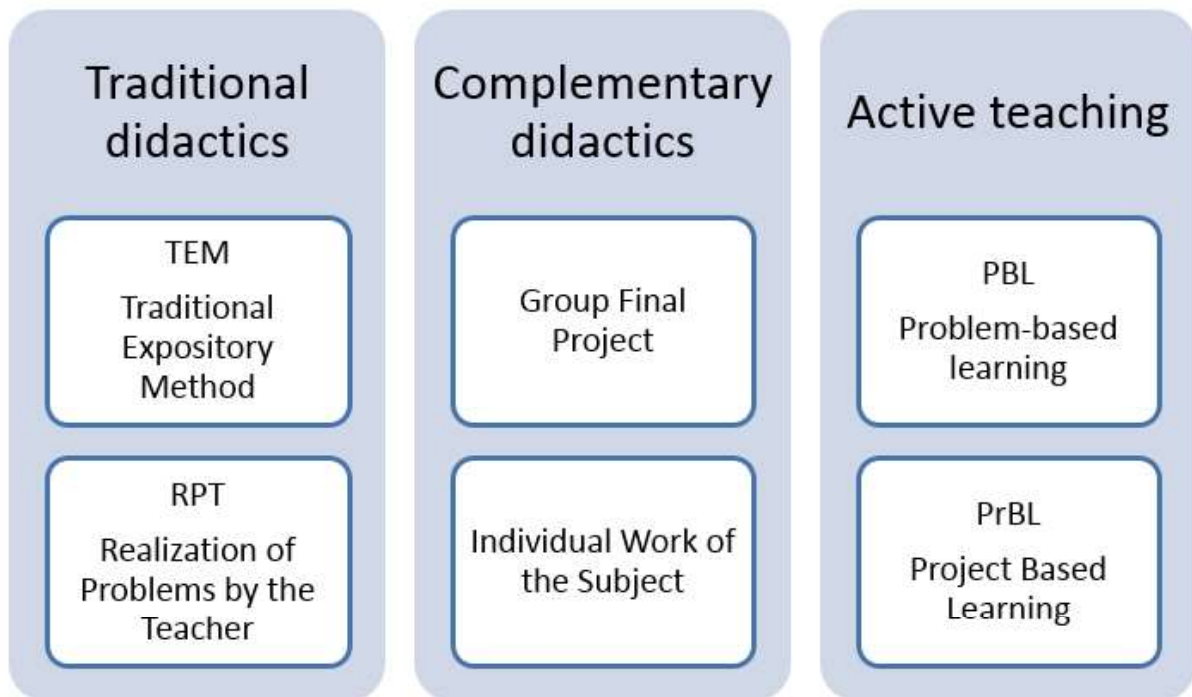 Traditional
didactics
TEM
Traditional
Expository
Method
RPT
Realization of
Problems by the
Teacher
Complementary
didactics
Group Final
Project
Individual Work of
the Subject
Active teaching
PBL
Problem-based
learning
PrBL
Project Based
Learning